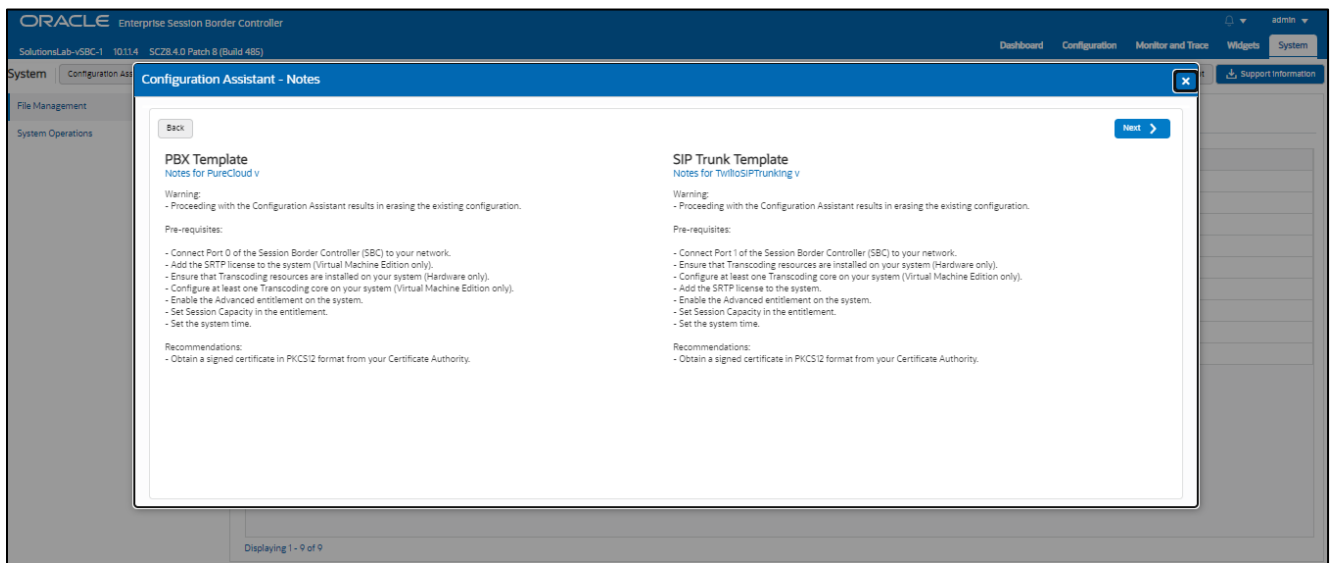 ORACLE Enterprise Session Border Controller
admin
SolutionsLab-vSBC-1 10.1.1.4 SCZ8.4.0 Patch 8 (Build 485)
Dashboard Configuration Monitor and Trace Widgets System
System
Configuration Ass
Support Information
Configuration Assistant - Notes
File Management
System Operations
Back
Next
PBX Template
Notes for PureCloud v
Warning:
- Proceeding with the Configuration Assistant results in erasing the existing configuration.
Pre-requisites:
- Connect Port 0 of the Session Border Controller (SBC) to your network.
- Add the SRTP license to the system (Virtual Machine Edition only).
- Ensure that Transcoding resources are installed on your system (Hardware only).
- Configure at least one Transcoding core on your system (Virtual Machine Edition only).
- Enable the Advanced entitlement on the system.
- Set Session Capacity in the entitlement.
- Set the system time.
Recommendations:
- Obtain a signed certificate in PKCS12 format from your Certificate Authority.
SIP Trunk Template
Notes for TwilioSIPTrunking v
Warning:
- Proceeding with the Configuration Assistant results in erasing the existing configuration.
Pre-requisites:
- Connect Port 1 of the Session Border Controller (SBC) to your network.
- Ensure that Transcoding resources are installed on your system (Hardware only).
- Configure at least one Transcoding core on your system (Virtual Machine Edition only).
- Add the SRTP license to the system.
- Enable the Advanced entitlement on the system.
- Set Session Capacity in the entitlement.
- Set the system time.
Recommendations:
- Obtain a signed certificate in PKCS12 format from your Certificate Authority.
Displaying 1 - 9 of 9